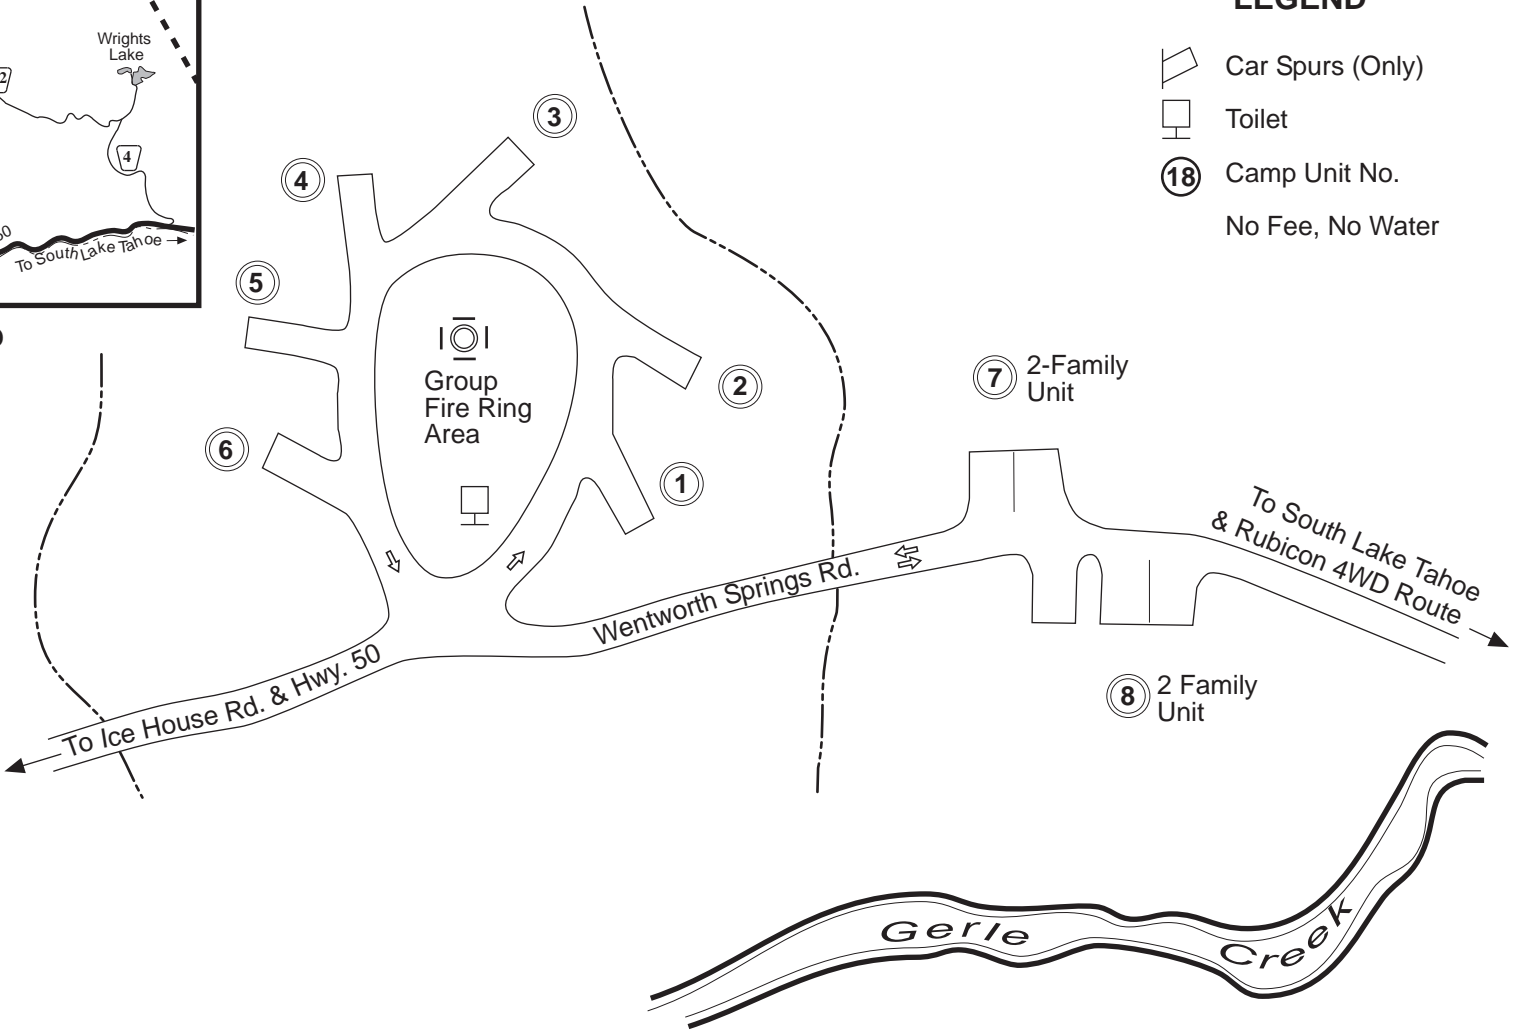 LEGEND
Car Spurs (Only)
Toilet
18
Camp Unit No.
No Fee, No Water
Wrights
Lake
2
4
50
To South Lake Tahoe
3
4
5
2
6
1
Group
Fire Ring
Area
7
2-Family
Unit
To South Lake Tahoe
& Rubicon 4WD Route
Wentworth Springs Rd.
To Ice House Rd. & Hwy. 50
8
2 Family
Unit
Gerle Creek